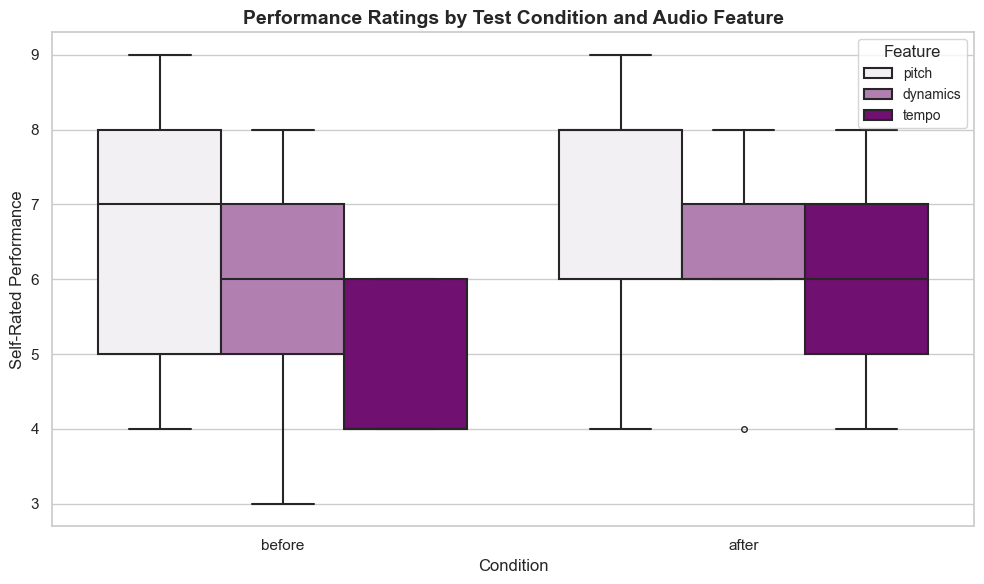 Performance Ratings by Test Condition and Audio Feature
Feature
pitch
dynamics
tempo
Self-Rated Performance
9
8
7
6
5
4
3
before
after
Condition